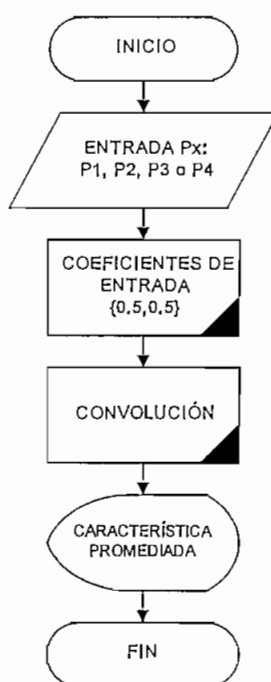 INICIO
ENTRADA Px:
P1, P2, P3 o P4
COEFICIENTES DE
ENTRADA
{0.5,0.5}
CONVOLUCIÓN
CARACTERÍSTICA
PROMEDIADA
FIN